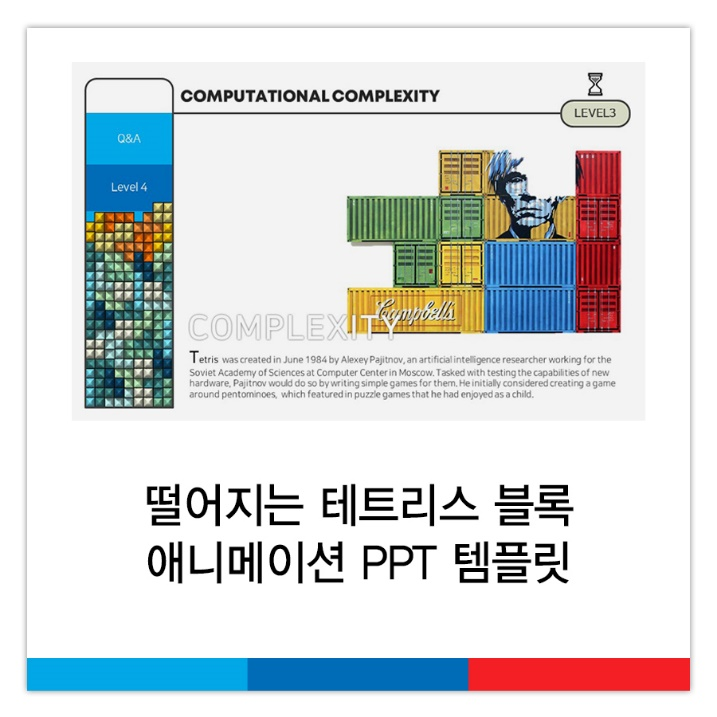 COMPUTATIONAL COMPLEXITY
LEVEL3
Q&A
Level 4
Campbell's
COMPLEXITY
Tetris was created in June 1984 by Alexey Pajitnov, an artificial intelligence researcher working for the
Soviet Academy of Sciences at Computer Center in Moscow. Tasked with testing the capabilities of new
hardware, Pajitnov would do so by writing simple games for them. He initially considered creating a game
around pentominoes, which featured in puzzle games that he had enjoyed as a child.
떨어지는 테트리스 블록
애니메이션 PPT 템플릿